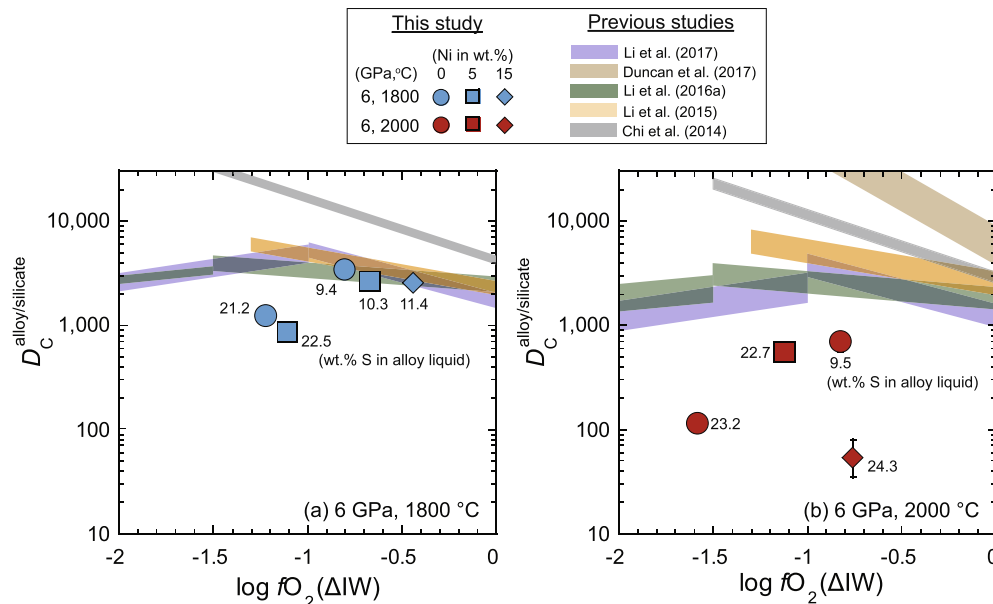 This study
Previous studies
(Ni in wt.%)
(GPa,°C) 0 5 15
6, 1800
6, 2000
Li et al. (2017)
Duncan et al. (2017)
Li et al. (2016a)
Li et al. (2015)
Chi et al. (2014)
D_C^alloy/silicate
10,000
1,000
100
10
21.2
9.4
10.3
11.4
22.5
(wt.% S in alloy liquid)
(a) 6 GPa, 1800 °C
-2 -1.5 -1 -0.5 0
log fO₂(ΔIW)
D_C^alloy/silicate
10,000
1,000
100
10
22.7
9.5
(wt.% S in alloy liquid)
23.2
24.3
(b) 6 GPa, 2000 °C
-2 -1.5 -1 -0.5 0
log fO₂(ΔIW)